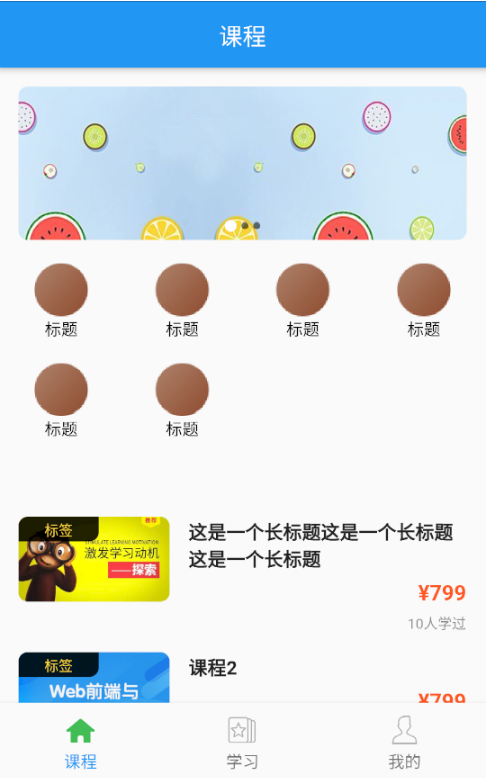 课程
标题
标题
标题
标题
标题
标题
标签
推荐
STIMULATE LEARNING MOTIVATION
激发学习动机
——探索
这是一个长标题这是一个长标题
这是一个长标题
¥799
10人学过
标签
Web前端与
课程2
¥799
课程
学习
我的